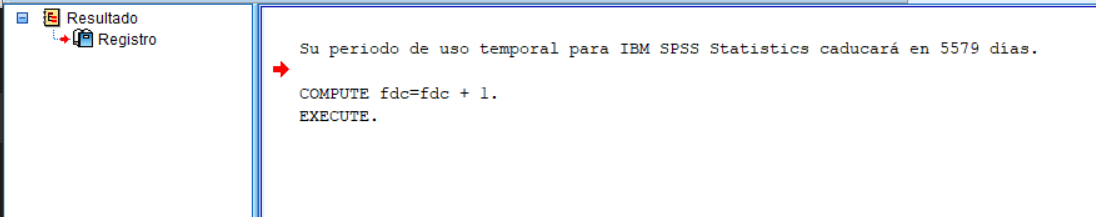 Resultado
Registro
Su periodo de uso temporal para IBM SPSS Statistics caducará en 5579 días.
COMPUTE fdc=fdc + 1.
EXECUTE.